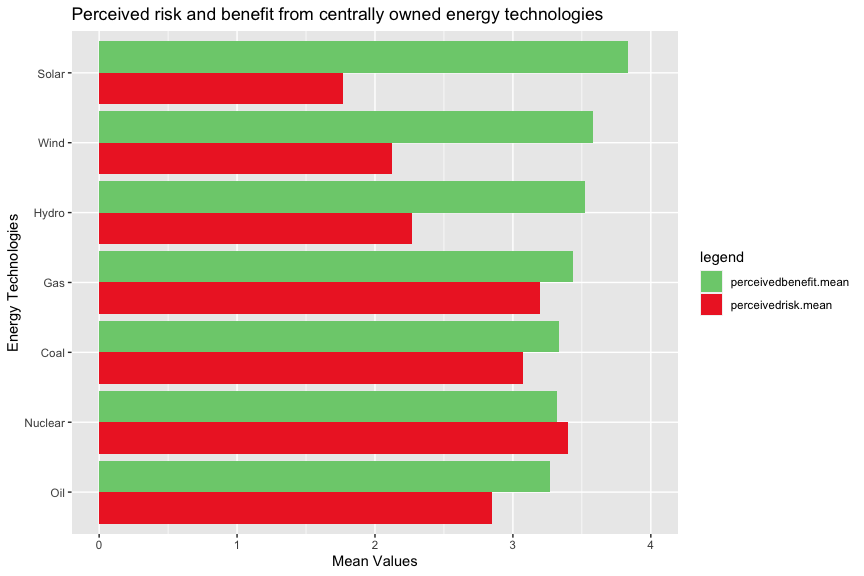 Perceived risk and benefit from centrally owned energy technologies
Energy Technologies
Solar
Wind
Hydro
Gas
Coal
Nuclear
Oil
0 1 2 3 4
Mean Values
legend
perceivedbenefit.mean
perceivedrisk.mean